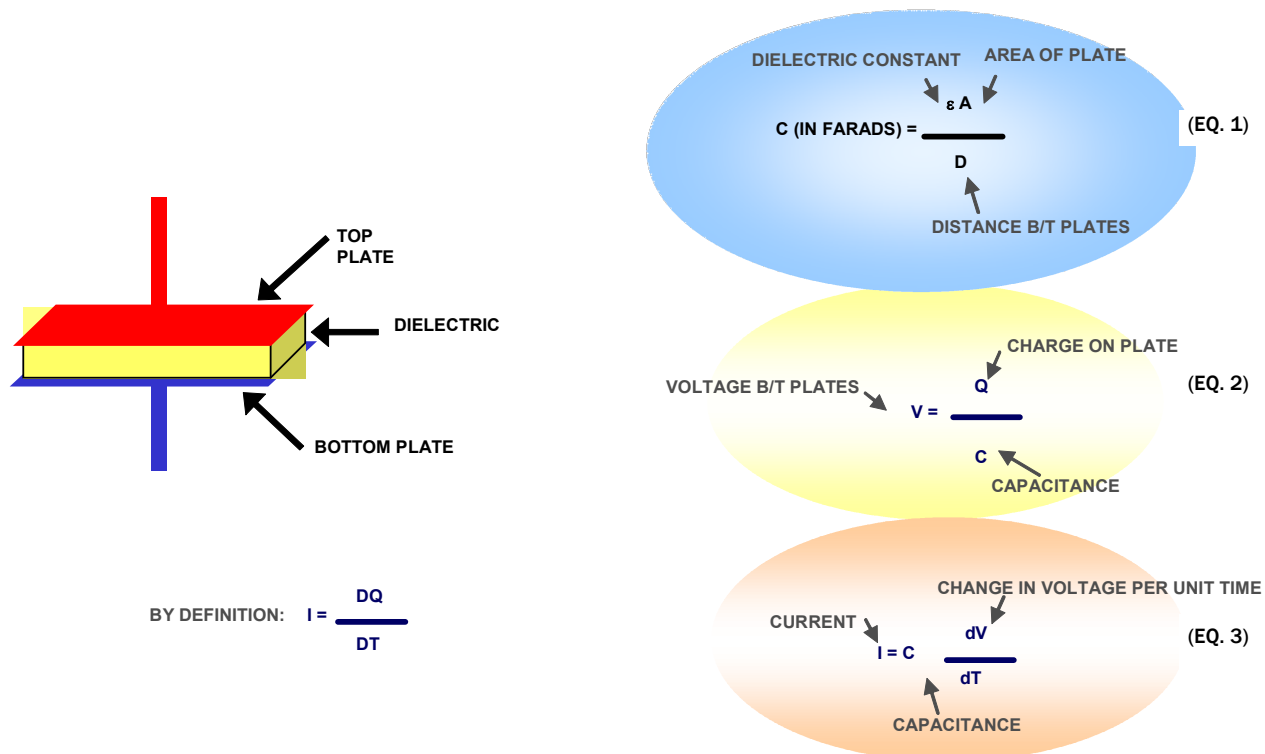 TOP
PLATE
DIELECTRIC
BOTTOM PLATE
BY DEFINITION: I = DQ
DT
DIELECTRIC CONSTANT
AREA OF PLATE
ε A
C (IN FARADS) =
D
DISTANCE B/T PLATES
(EQ. 1)
CHARGE ON PLATE
VOLTAGE B/T PLATES
Q
V =
C
CAPACITANCE
(EQ. 2)
CHANGE IN VOLTAGE PER UNIT TIME
CURRENT
dV
I = C
dT
CAPACITANCE
(EQ. 3)